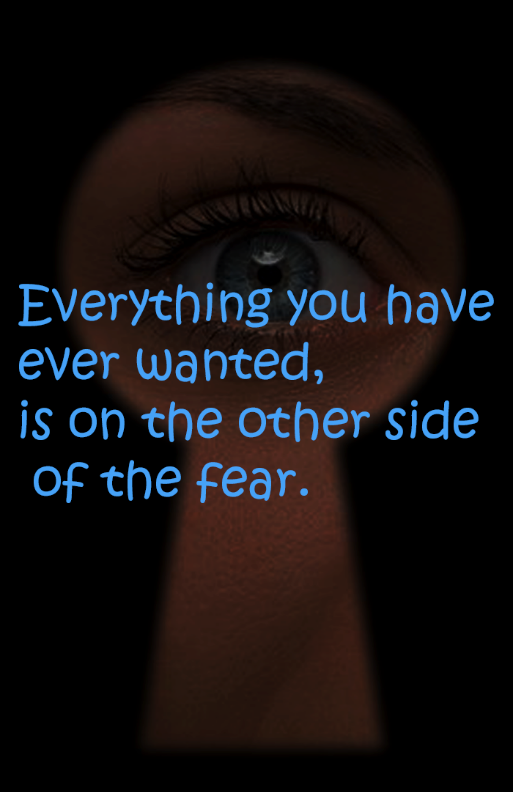 Everything you have
ever wanted,
is on the other side
of the fear.